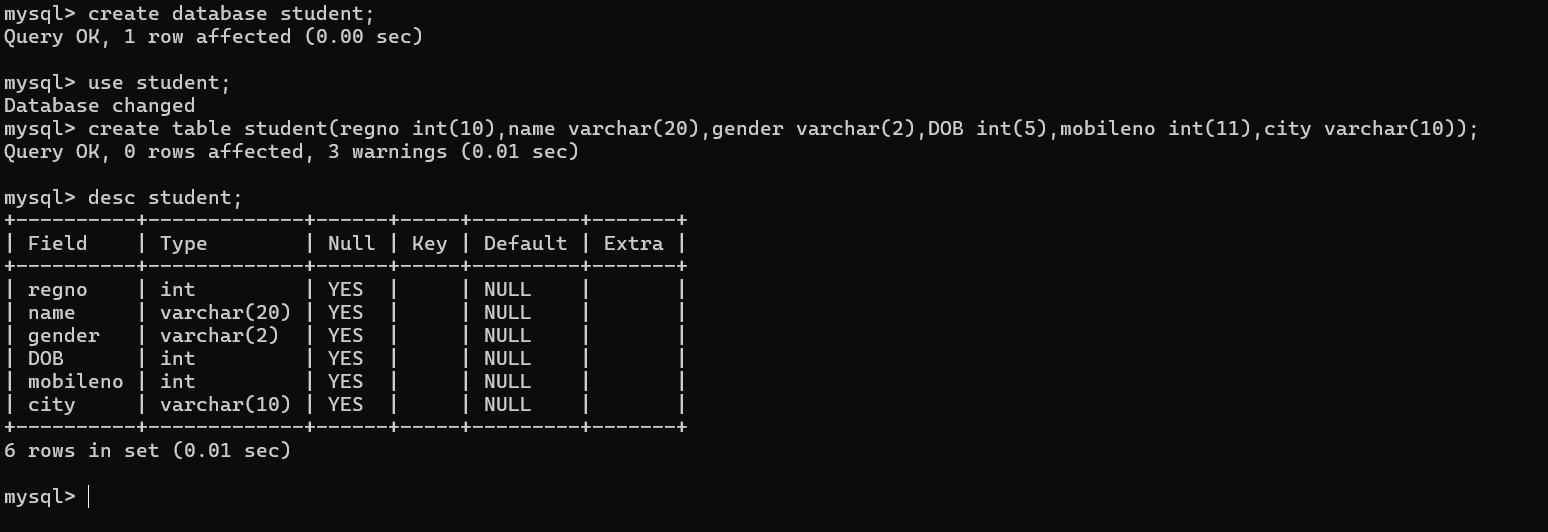 mysql> create database student;
Query OK, 1 row affected (0.00 sec)

mysql> use student;
Database changed
mysql> create table student(regno int(10),name varchar(20),gender varchar(2),DOB int(5),mobileno int(11),city varchar(10));
Query OK, 0 rows affected, 3 warnings (0.01 sec)

mysql> desc student;
+----------+-------------+------+-----+---------+-------+
| Field    | Type        | Null | Key | Default | Extra |
+----------+-------------+------+-----+---------+-------+
| regno    | int         | YES  |     | NULL    |       |
| name     | varchar(20) | YES  |     | NULL    |       |
| gender   | varchar(2)  | YES  |     | NULL    |       |
| DOB      | int         | YES  |     | NULL    |       |
| mobileno | int         | YES  |     | NULL    |       |
| city     | varchar(10) | YES  |     | NULL    |       |
+----------+-------------+------+-----+---------+-------+
6 rows in set (0.01 sec)

mysql>